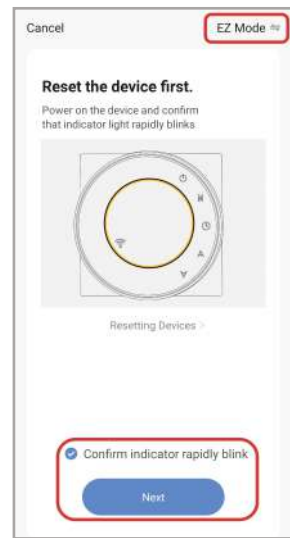 Cancel
EZ Mode
Reset the device first.
Power on the device and confirm
that indicator light rapidly blinks
Resetting Devices >
Confirm indicator rapidly blink
Next